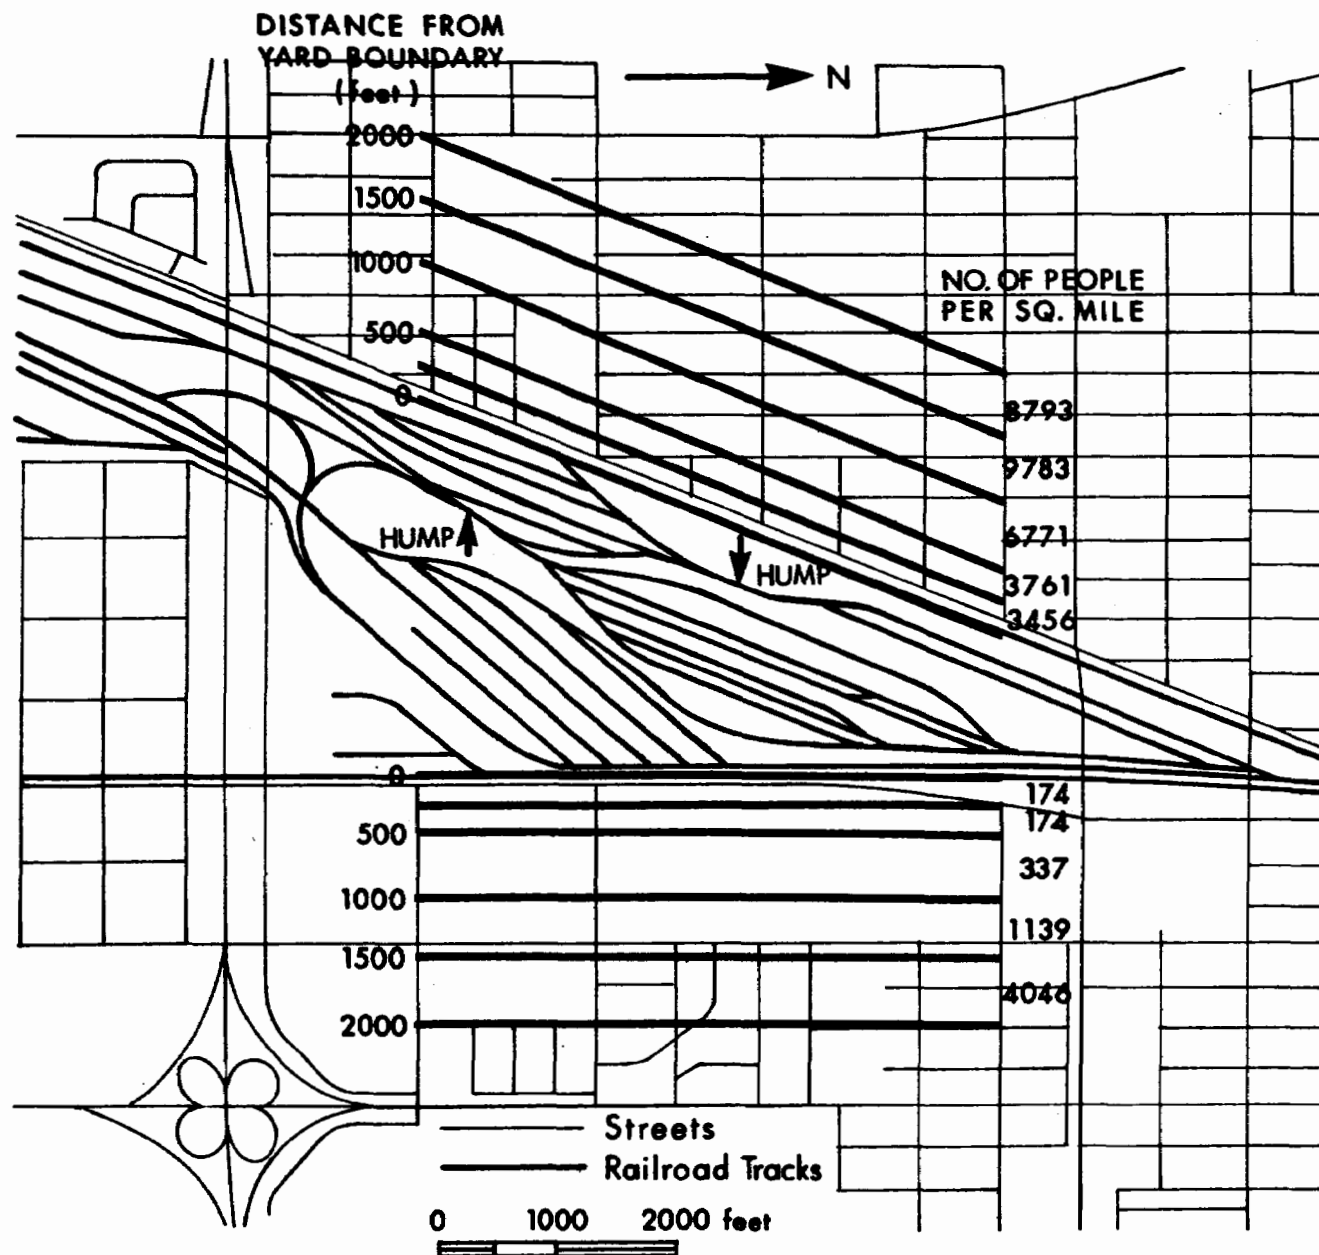 DISTANCE FROM
YARD BOUNDARY
(feet)
N
2000
1500
1000
500
0
NO. OF PEOPLE
PER SQ. MILE
8793
9783
6771
3761
3456
HUMP
HUMP
0
500
1000
1500
2000
174
174
337
1139
4046
Streets
Railroad Tracks
0 1000 2000 feet